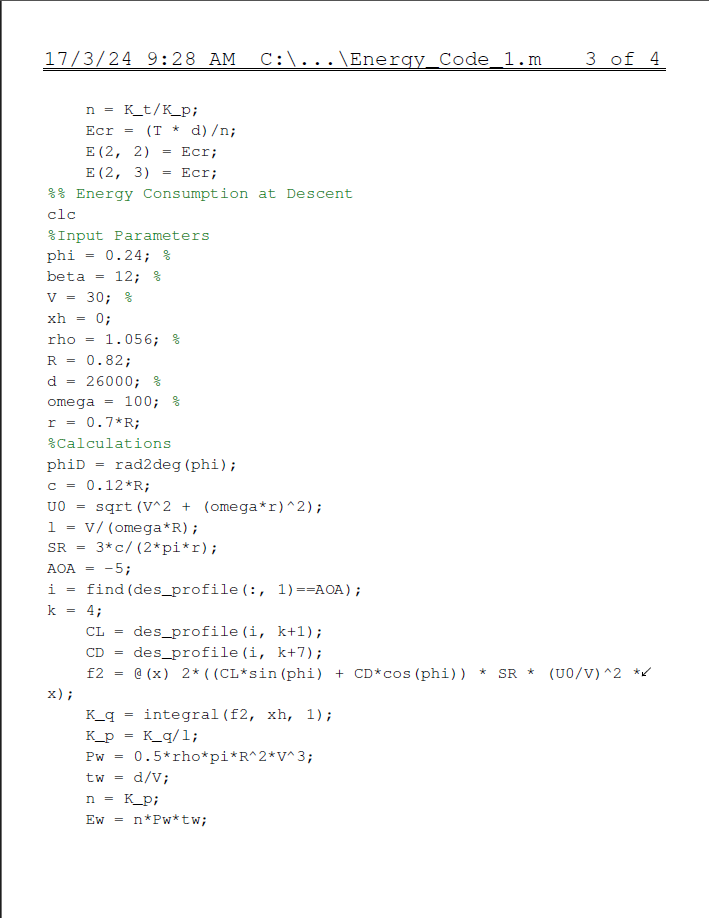 17/3/24 9:28 AM  C:\...\Energy_Code_1.m  3 of 4
    n = K_t/K_p;
    Ecr = (T * d)/n;
    E(2, 2) = Ecr;
    E(2, 3) = Ecr;
%% Energy Consumption at Descent
clc
%Input Parameters
phi = 0.24; %
beta = 12; %
V = 30; %
xh = 0;
rho = 1.056; %
R = 0.82;
d = 26000; %
omega = 100; %
r = 0.7*R;
%Calculations
phiD = rad2deg(phi);
c = 0.12*R;
U0 = sqrt(V^2 + (omega*r)^2);
l = V/(omega*R);
SR = 3*c/(2*pi*r);
AOA = -5;
i = find(des_profile(:, 1)==AOA);
k = 4;
    CL = des_profile(i, k+1);
    CD = des_profile(i, k+7);
    f2 = @(x) 2*((CL*sin(phi) + CD*cos(phi)) * SR * (U0/V)^2 *↙
x);
    K_q = integral(f2, xh, 1);
    K_p = K_q/l;
    Pw = 0.5*rho*pi*R^2*V^3;
    tw = d/V;
    n = K_p;
    Ew = n*Pw*tw;